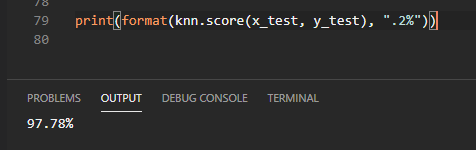 78
79 print(format(knn.score(x_test, y_test), ".2%"))
80
PROBLEMS OUTPUT DEBUG CONSOLE TERMINAL
97.78%